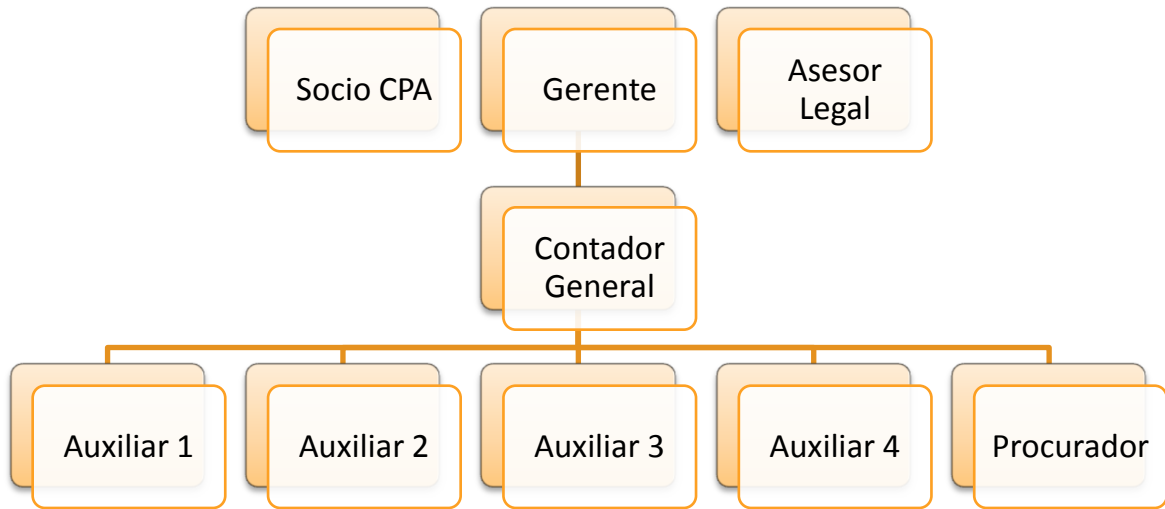 Socio CPA
Gerente
Asesor
Legal
Contador
General
Auxiliar 1
Auxiliar 2
Auxiliar 3
Auxiliar 4
Procurador